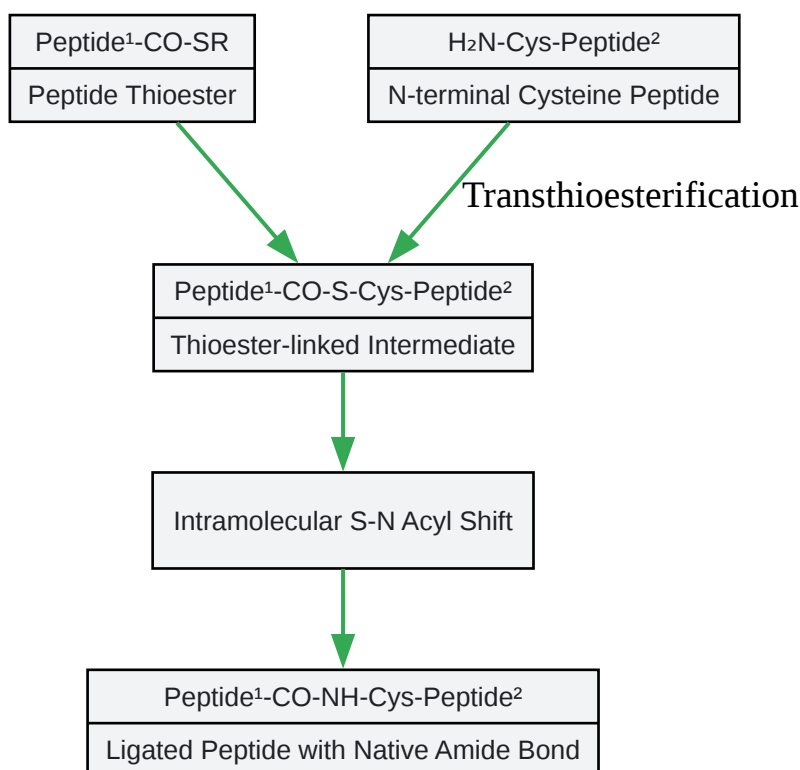 Peptide¹-CO-SR
Peptide Thioester
H₂N-Cys-Peptide²
N-terminal Cysteine Peptide
Transthioesterification
Peptide¹-CO-S-Cys-Peptide²
Thioester-linked Intermediate
Intramolecular S-N Acyl Shift
Peptide¹-CO-NH-Cys-Peptide²
Ligated Peptide with Native Amide Bond